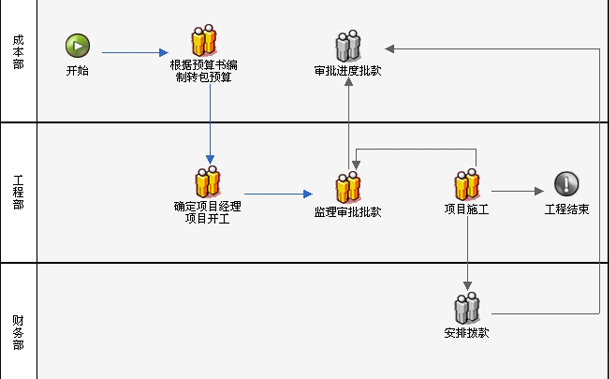 成本部
开始
根据预算书编
制转包预算
审批进度批款
工程部
确定项目经理
项目开工
监理审批批款
项目施工
工程结束
财务部
安排拨款